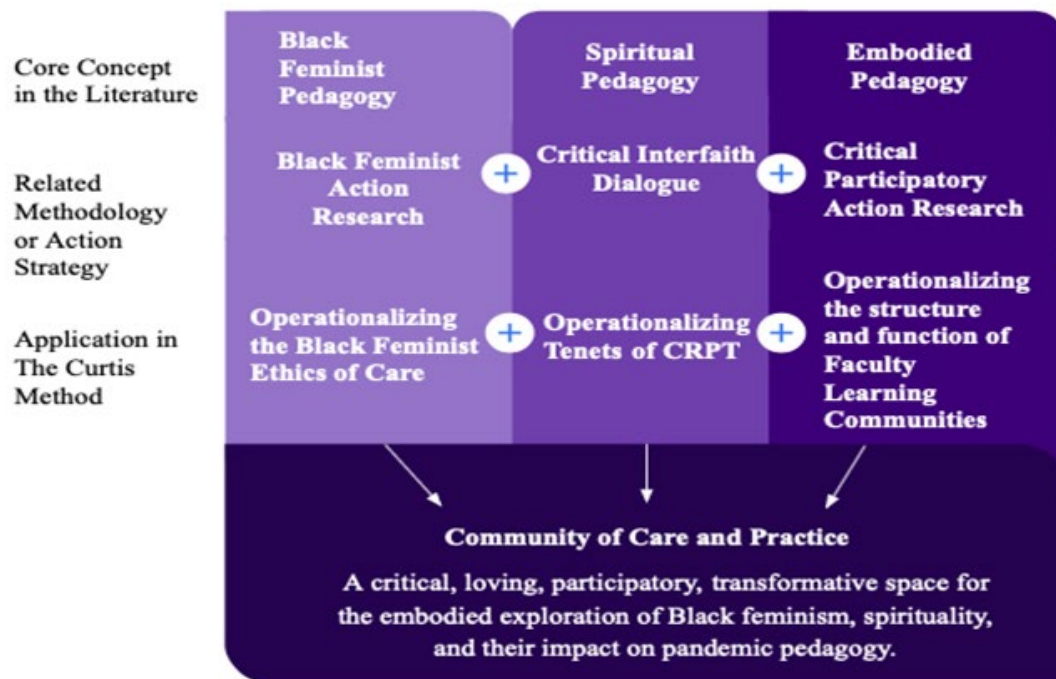 Core Concept
in the Literature
Black
Feminist
Pedagogy
Spiritual
Pedagogy
Embodied
Pedagogy
Related
Methodology
or Action
Strategy
Black Feminist
Action
Research
+
Critical Interfaith
Dialogue
+
Critical
Participatory
Action Research
Application in
The Curtis
Method
Operationalizing
the Black Feminist
Ethics of Care
+
Operationalizing
Tenets of CRPT
+
Operationalizing
the structure
and function of
Faculty
Learning
Communities
Community of Care and Practice
A critical, loving, participatory, transformative space for
the embodied exploration of Black feminism, spirituality,
and their impact on pandemic pedagogy.